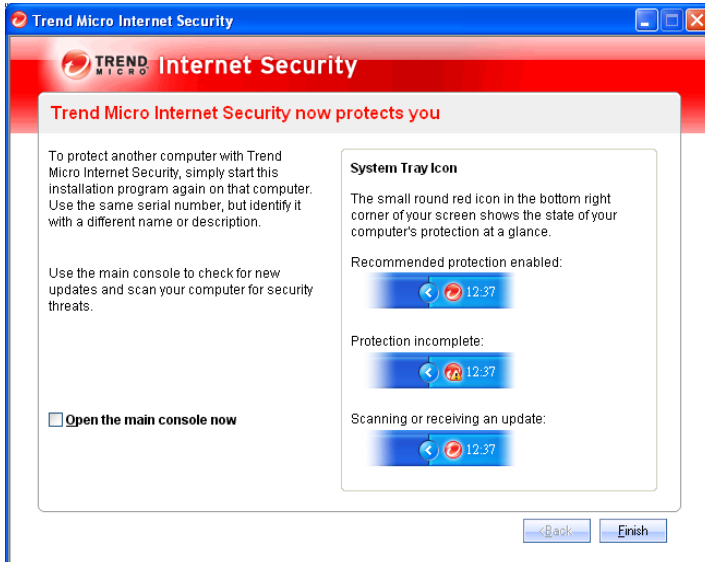 Trend Micro Internet Security
TREND MICRO Internet Security
Trend Micro Internet Security now protects you
To protect another computer with Trend
Micro Internet Security, simply start this
installation program again on that computer.
Use the same serial number, but identify it
with a different name or description.
Use the main console to check for new
updates and scan your computer for security
threats.
Open the main console now
System Tray Icon
The small round red icon in the bottom right
corner of your screen shows the state of your
computer's protection at a glance.
Recommended protection enabled:
12:37
Protection incomplete:
12:37
Scanning or receiving an update:
12:37
<Back
Finish